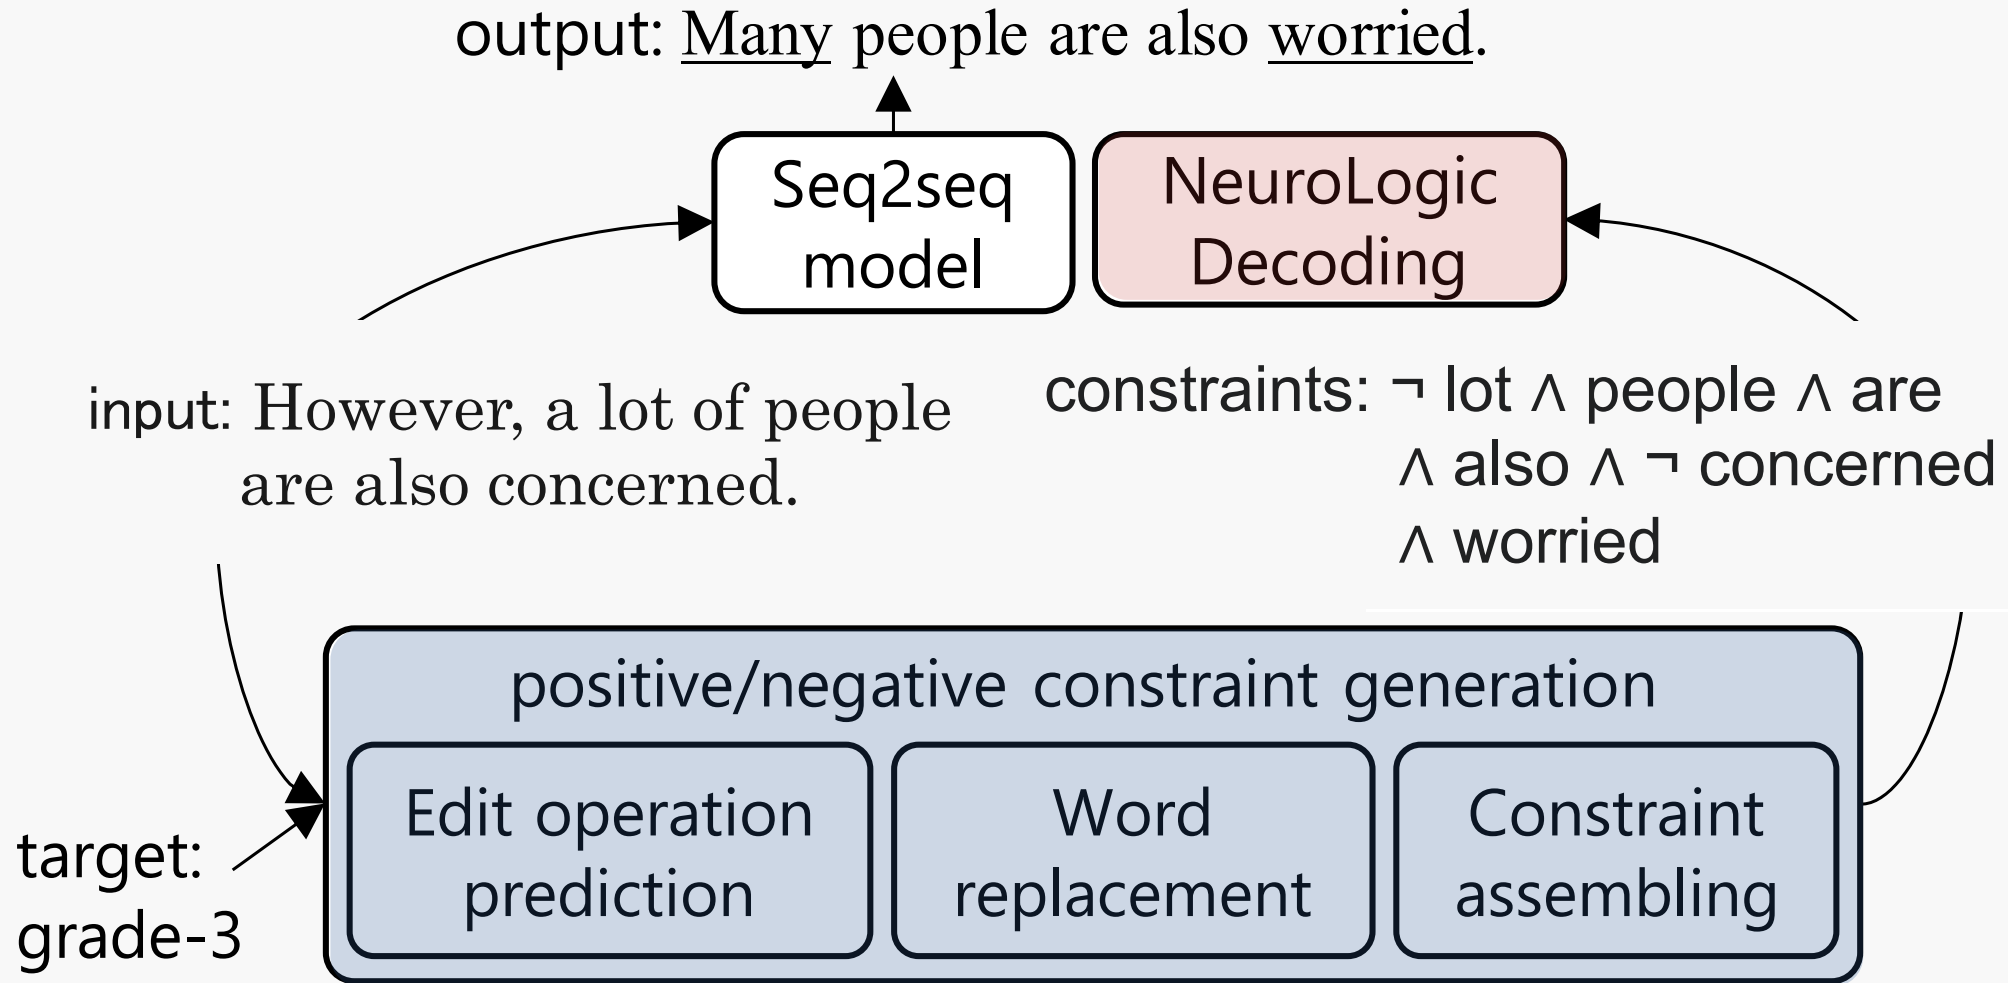 output: Many people are also worried.
Seq2seq
model
NeuroLogic
Decoding
input: However, a lot of people
are also concerned.
constraints: ¬ lot ∧ people ∧ are
∧ also ∧ ¬ concerned
∧ worried
positive/negative constraint generation
Edit operation
prediction
Word
replacement
Constraint
assembling
target:
grade-3